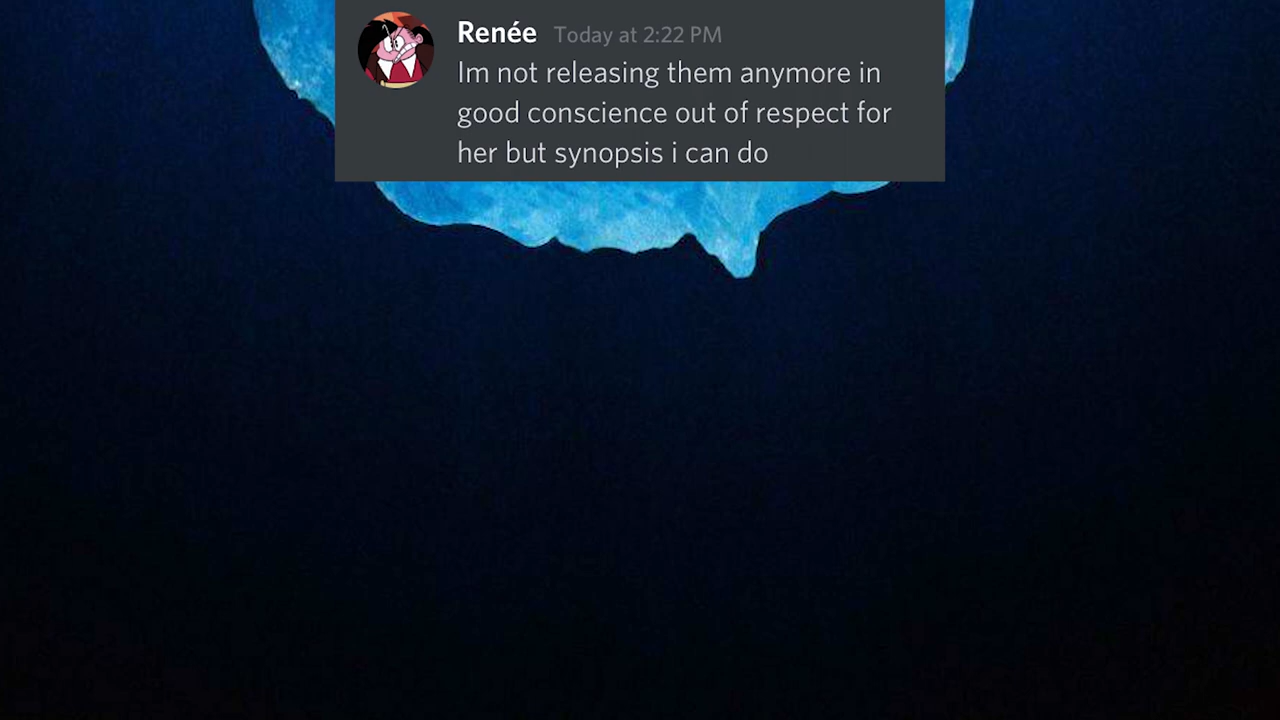 Renée Today at 2:22 PM
Im not releasing them anymore in
good conscience out of respect for
her but synopsis i can do